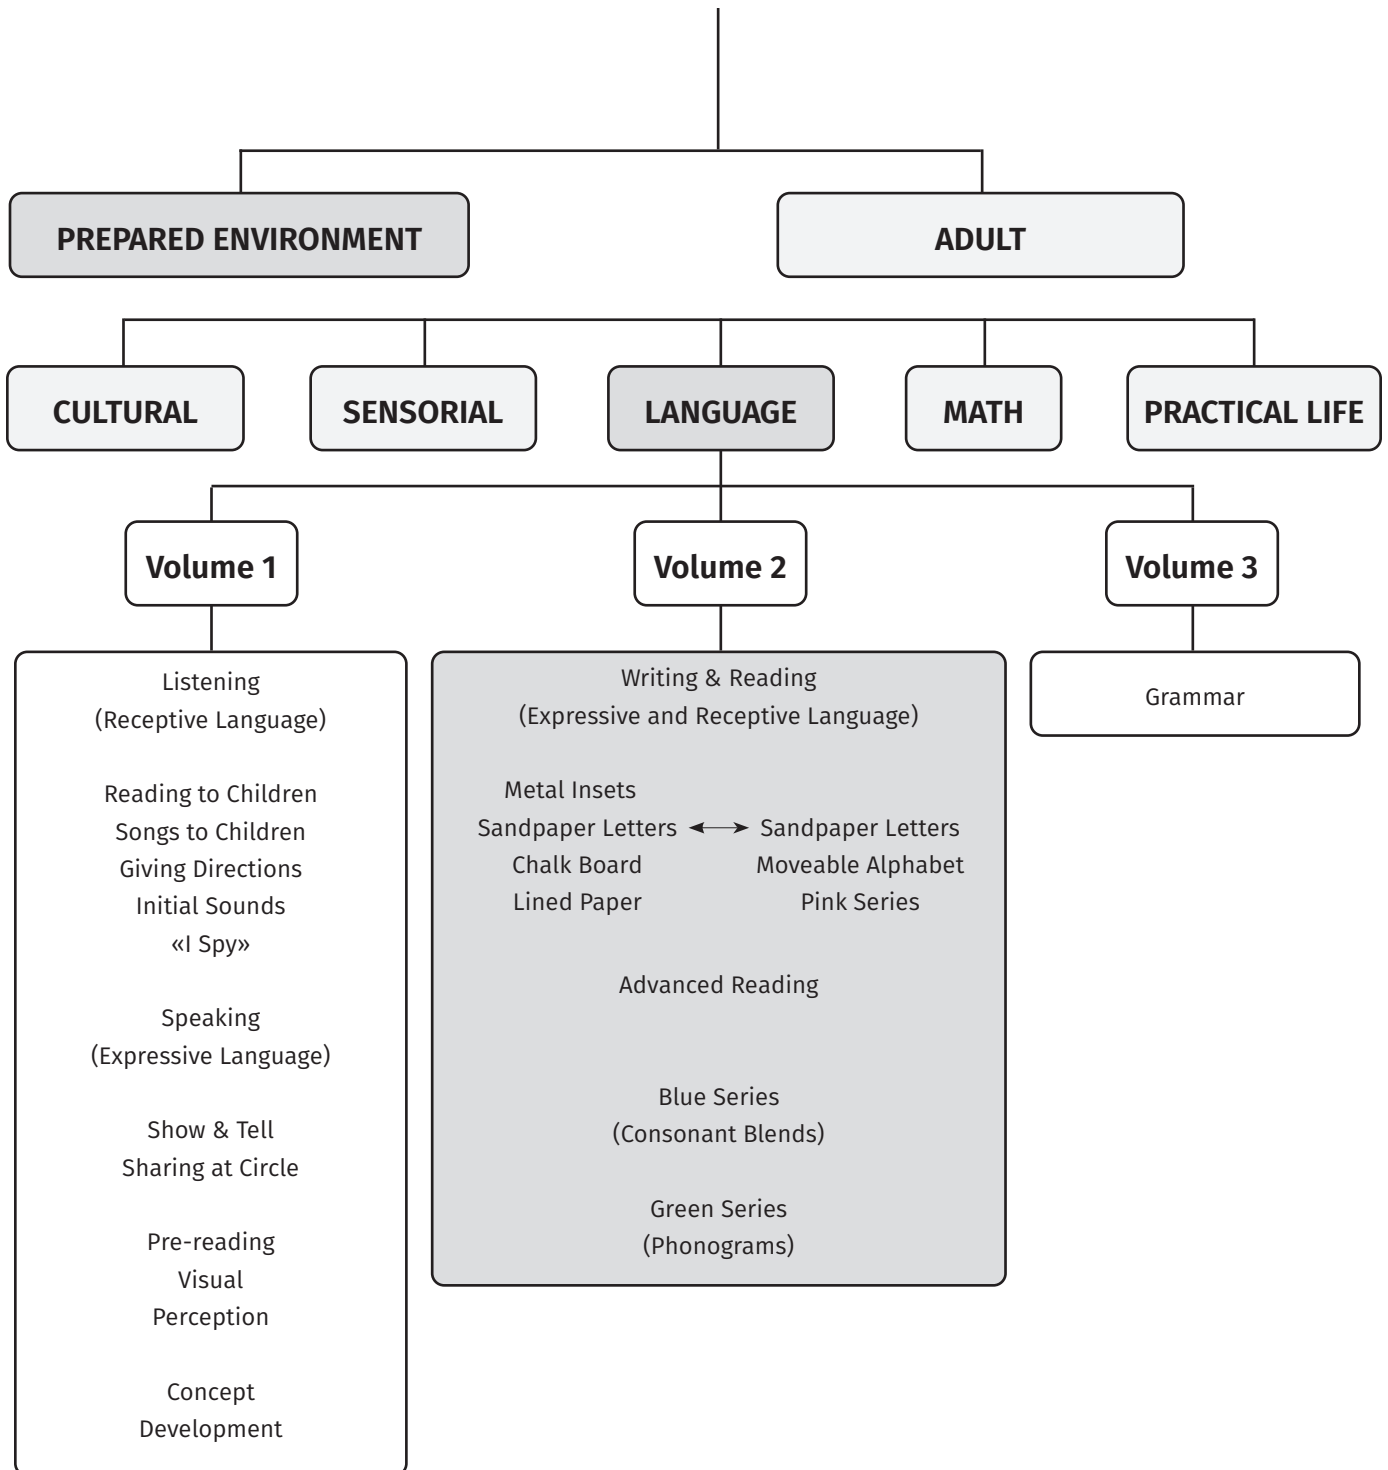 PREPARED ENVIRONMENT
ADULT
CULTURAL
SENSORIAL
LANGUAGE
MATH
PRACTICAL LIFE
Volume 1
Volume 2
Volume 3
Listening
(Receptive Language)
Reading to Children
Songs to Children
Giving Directions
Initial Sounds
«I Spy»
Speaking
(Expressive Language)
Show & Tell
Sharing at Circle
Pre-reading
Visual
Perception
Concept
Development
Writing & Reading
(Expressive and Receptive Language)
Metal Insets
Sandpaper Letters
Chalk Board
Lined Paper
Sandpaper Letters
Moveable Alphabet
Pink Series
Advanced Reading
Blue Series
(Consonant Blends)
Green Series
(Phonograms)
Grammar